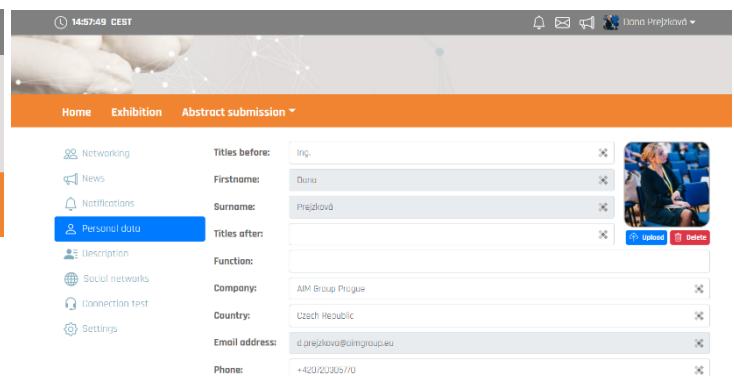 14:57:49 CEST
Dana Prejzková
Home Exhibition Abstract submission
Networking
News
Notifications
Personal data
Description
Social networks
Connection test
Settings
Titles before: Ing.
Firstname: Dana
Surname: Prejzková
Titles after:
Upload Delete
Function:
Company: AIM Group Prague
Country: Czech Republic
Email address: d.prejzkova@aimgroup.eu
Phone: +420720305770